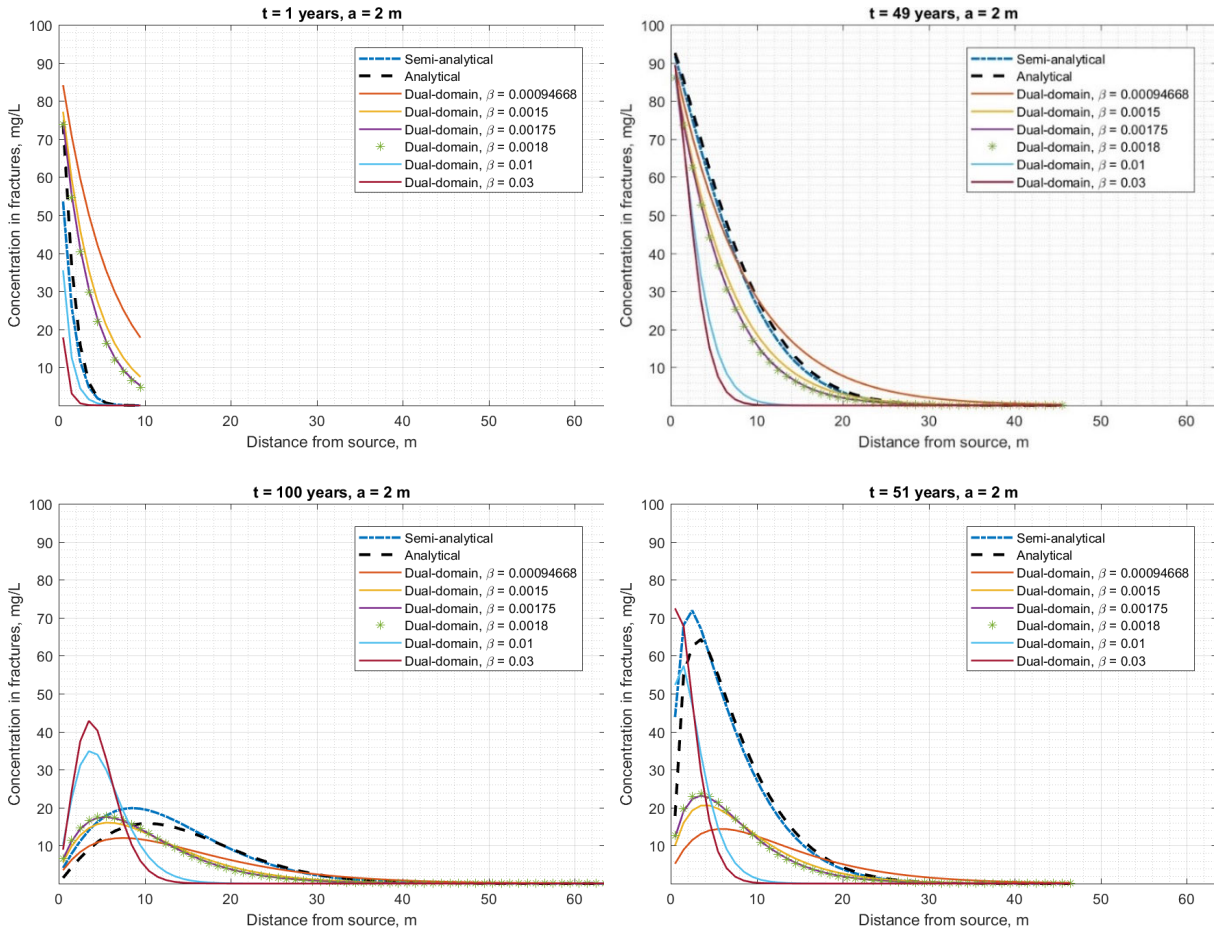 t = 1 years, a = 2 m
Concentration in fractures, mg/L
100
90
80
70
60
50
40
30
20
10
0
10
20
30
40
50
60
Distance from source, m
Semi-analytical
Analytical
Dual-domain, β = 0.00094668
Dual-domain, β = 0.0015
Dual-domain, β = 0.00175
Dual-domain, β = 0.0018
Dual-domain, β = 0.01
Dual-domain, β = 0.03
t = 49 years, a = 2 m
Concentration in fractures, mg/L
100
90
80
70
60
50
40
30
20
10
0
10
20
30
40
50
60
Distance from source, m
Semi-analytical
Analytical
Dual-domain, β = 0.00094668
Dual-domain, β = 0.0015
Dual-domain, β = 0.00175
Dual-domain, β = 0.0018
Dual-domain, β = 0.01
Dual-domain, β = 0.03
t = 100 years, a = 2 m
Concentration in fractures, mg/L
100
90
80
70
60
50
40
30
20
10
0
10
20
30
40
50
60
Distance from source, m
Semi-analytical
Analytical
Dual-domain, β = 0.00094668
Dual-domain, β = 0.0015
Dual-domain, β = 0.00175
Dual-domain, β = 0.0018
Dual-domain, β = 0.01
Dual-domain, β = 0.03
t = 51 years, a = 2 m
Concentration in fractures, mg/L
100
90
80
70
60
50
40
30
20
10
0
10
20
30
40
50
60
Distance from source, m
Semi-analytical
Analytical
Dual-domain, β = 0.00094668
Dual-domain, β = 0.0015
Dual-domain, β = 0.00175
Dual-domain, β = 0.0018
Dual-domain, β = 0.01
Dual-domain, β = 0.03